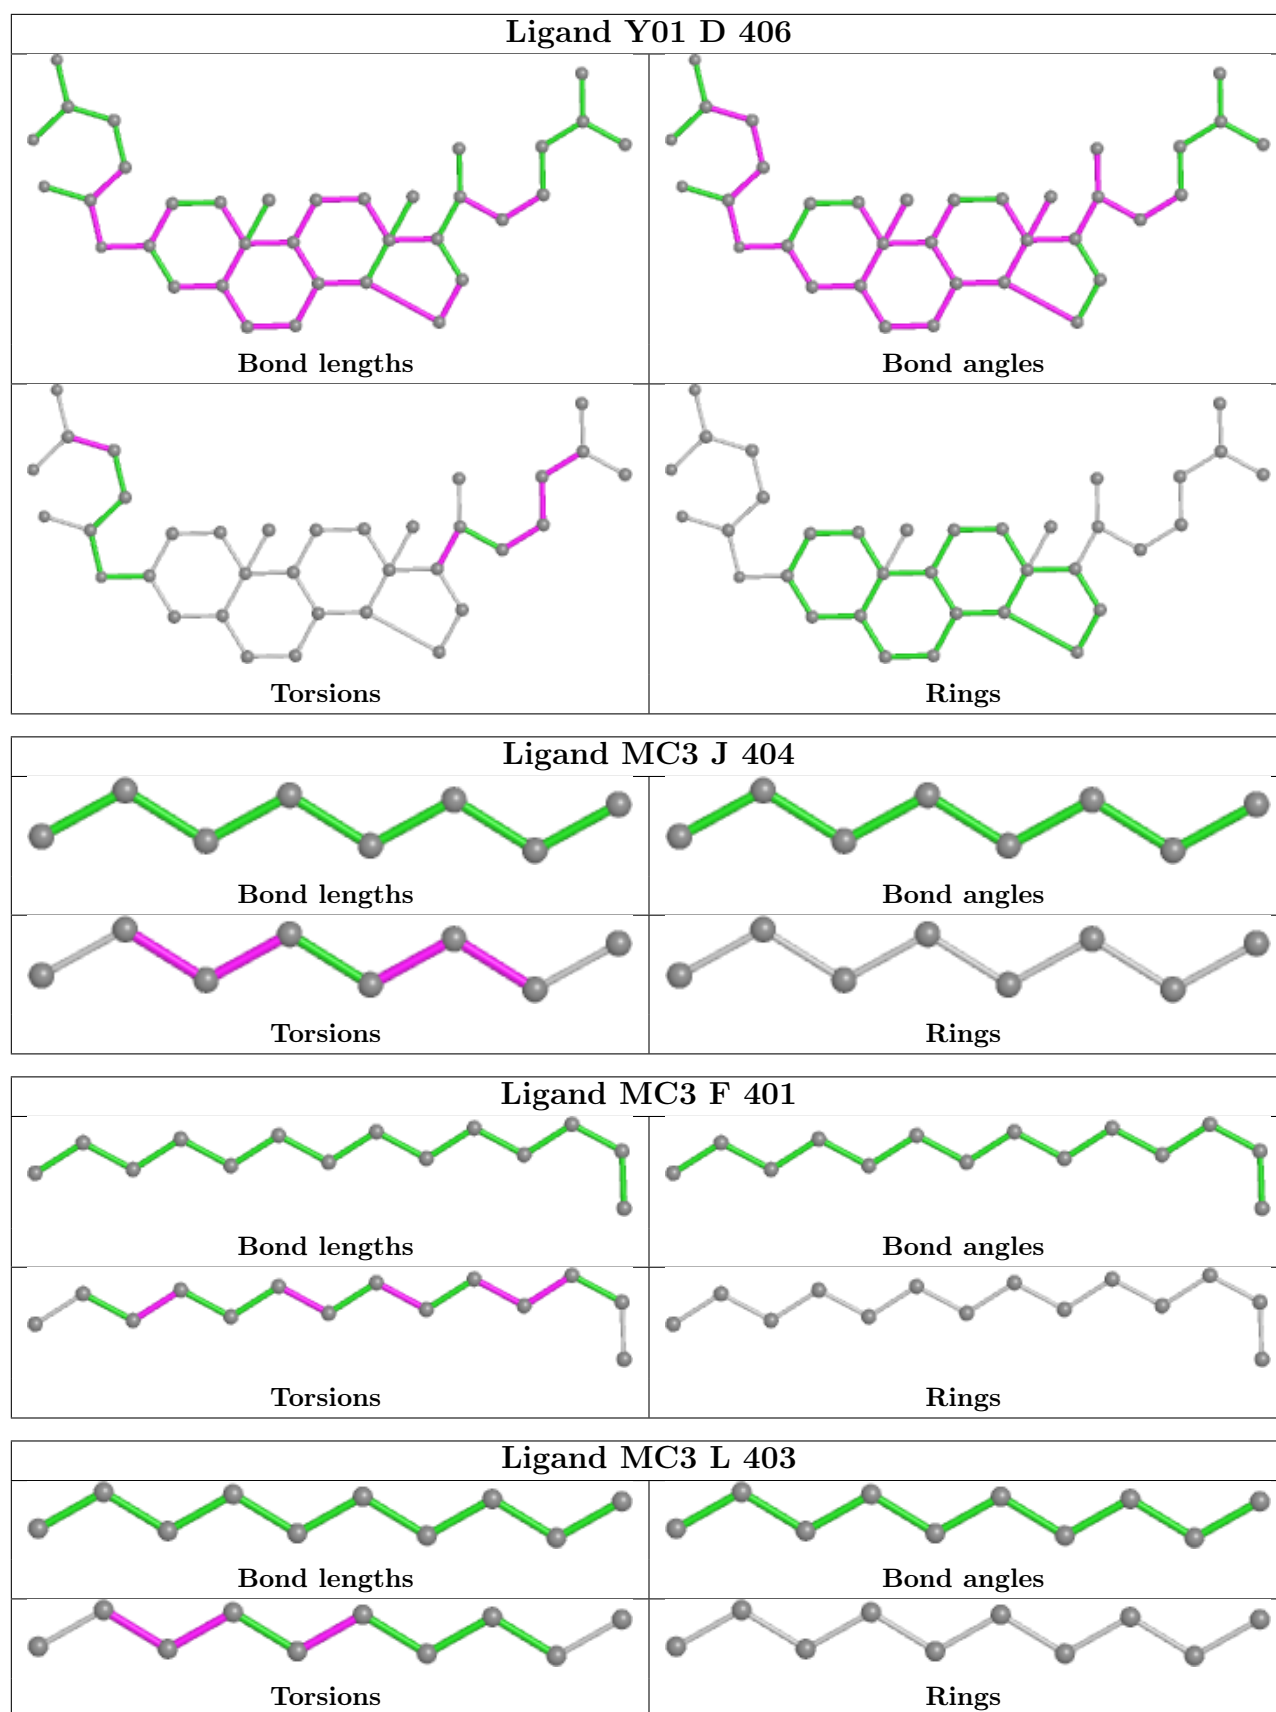 Ligand Y01 D 406
Bond lengths
Bond angles
Torsions
Rings
Ligand MC3 J 404
Bond lengths
Bond angles
Torsions
Rings
Ligand MC3 F 401
Bond lengths
Bond angles
Torsions
Rings
Ligand MC3 L 403
Bond lengths
Bond angles
Torsions
Rings